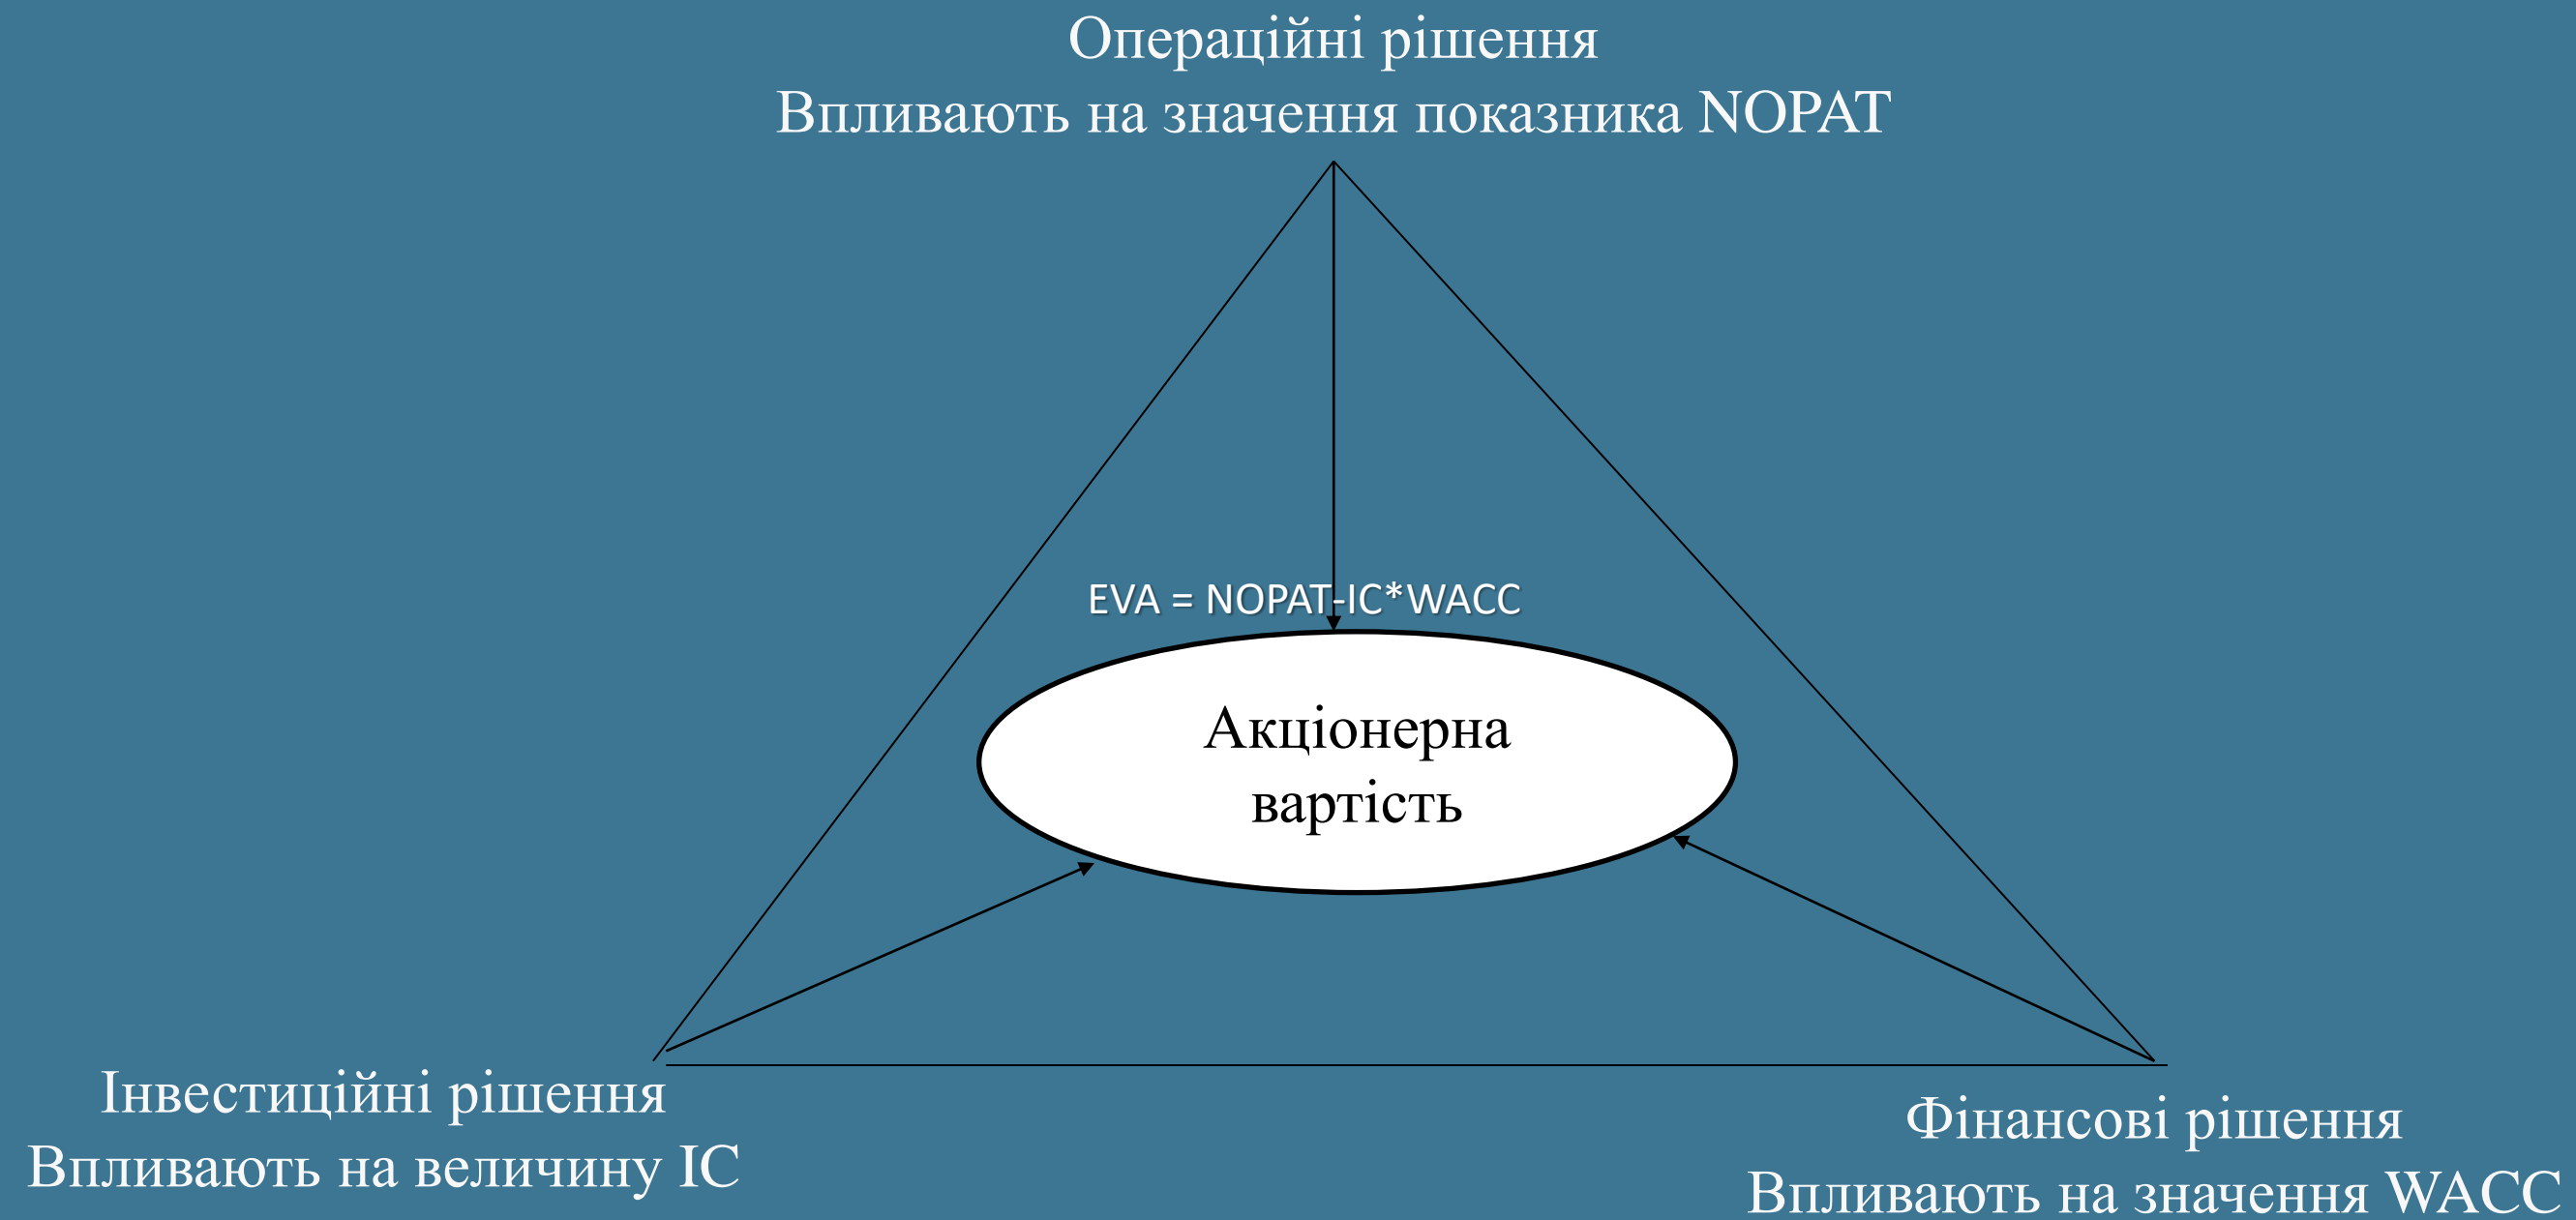 Операційні рішення
Впливають на значення показника NOPAT
EVA = NOPAT-IC*WACC
Акціонерна
вартість
Інвестиційні рішення
Впливають на величину ІС
Фінансові рішення
Впливають на значення WACC